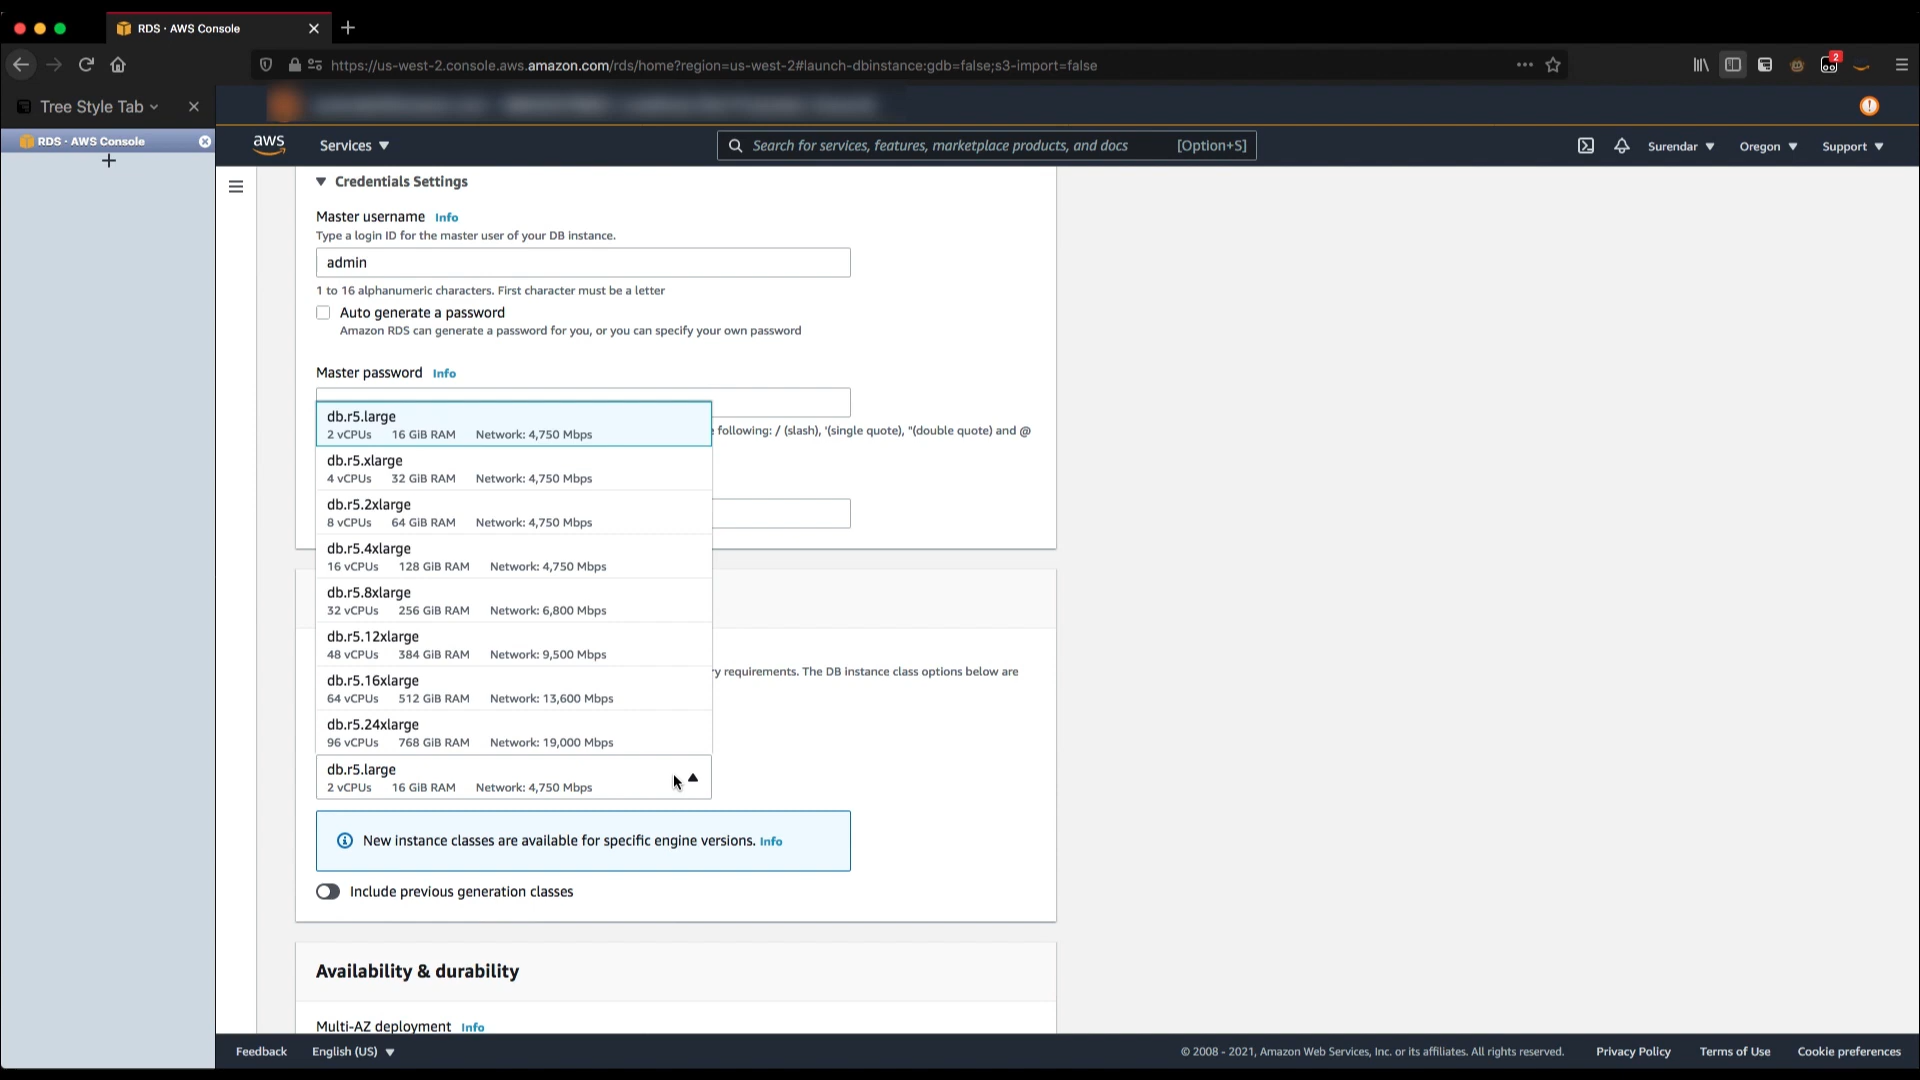 RDS · AWS Console
https://us-west-2.console.aws.amazon.com/rds/home?region=us-west-2#launch-dbinstance:gdb=false;s3-import=false
2
Tree Style Tab
RDS · AWS Console
aws
Services
Search for services, features, marketplace products, and docs [Option+S]
Surendar
Oregon
Support
Credentials Settings
Master username Info
Type a login ID for the master user of your DB instance.
admin
1 to 16 alphanumeric characters. First character must be a letter
Auto generate a password
Amazon RDS can generate a password for you, or you can specify your own password
Master password Info
following: / (slash), '(single quote), "(double quote) and @
db.r5.large
2 vCPUs 16 GiB RAM Network: 4,750 Mbps
db.r5.xlarge
4 vCPUs 32 GiB RAM Network: 4,750 Mbps
db.r5.2xlarge
8 vCPUs 64 GiB RAM Network: 4,750 Mbps
db.r5.4xlarge
16 vCPUs 128 GiB RAM Network: 4,750 Mbps
db.r5.8xlarge
32 vCPUs 256 GiB RAM Network: 6,800 Mbps
db.r5.12xlarge
48 vCPUs 384 GiB RAM Network: 9,500 Mbps
y requirements. The DB instance class options below are
db.r5.16xlarge
64 vCPUs 512 GiB RAM Network: 13,600 Mbps
db.r5.24xlarge
96 vCPUs 768 GiB RAM Network: 19,000 Mbps
db.r5.large
2 vCPUs 16 GiB RAM Network: 4,750 Mbps
New instance classes are available for specific engine versions. Info
Include previous generation classes
Availability & durability
Multi-AZ deployment Info
Feedback
English (US)
© 2008 - 2021, Amazon Web Services, Inc. or its affiliates. All rights reserved.
Privacy Policy
Terms of Use
Cookie preferences